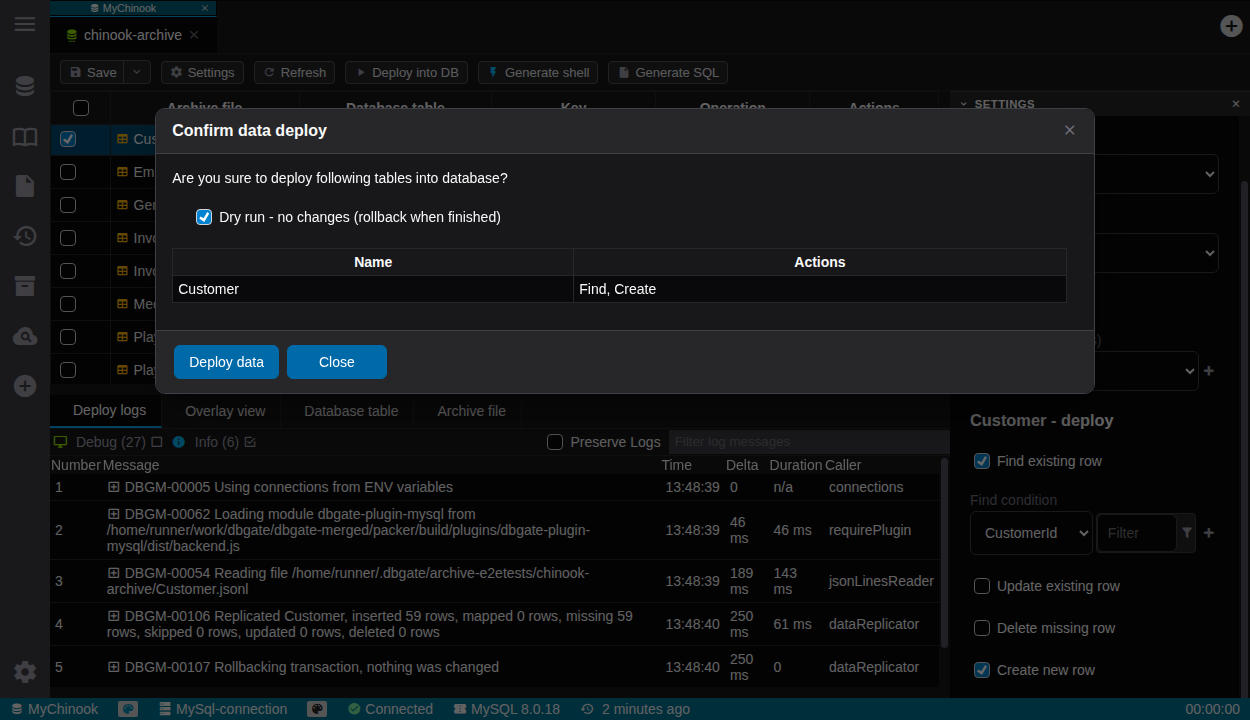 MyChinook
chinook-archive
Save
Settings
Refresh
Deploy into DB
Generate shell
Generate SQL
Archive file
Database table
Key
Operation
Actions
SETTINGS
Confirm data deploy
Are you sure to deploy following tables into database?
Dry run - no changes (rollback when finished)
Name Actions
Customer Find, Create
Deploy data
Close
Deploy logs
Overlay view
Database table
Archive file
Debug (27)
Info (6)
Preserve Logs
Filter log messages
Number Message Time Delta Duration Caller
1 DBGM-00005 Using connections from ENV variables 13:48:39 0 n/a connections
2 DBGM-00062 Loading module dbgate-plugin-mysql from
/home/runner/work/dbgate/dbgate-merged/packer/build/plugins/dbgate-plugin-
mysql/dist/backend.js 13:48:39 46 ms 46 ms requirePlugin
3 DBGM-00054 Reading file /home/runner/.dbgate/archive-e2etests/chinook-
archive/Customer.jsonl 13:48:39 189 ms 143 ms jsonLinesReader
4 DBGM-00106 Replicated Customer, inserted 59 rows, mapped 0 rows, missing 59
rows, skipped 0 rows, updated 0 rows, deleted 0 rows 13:48:40 250 ms 61 ms dataReplicator
5 DBGM-00107 Rollbacking transaction, nothing was changed 13:48:40 250 ms 0 dataReplicator
Customer - deploy
Find existing row
Find condition
CustomerId
Filter
Update existing row
Delete missing row
Create new row
MyChinook
MySql-connection
Connected
MySQL 8.0.18
2 minutes ago
00:00:00